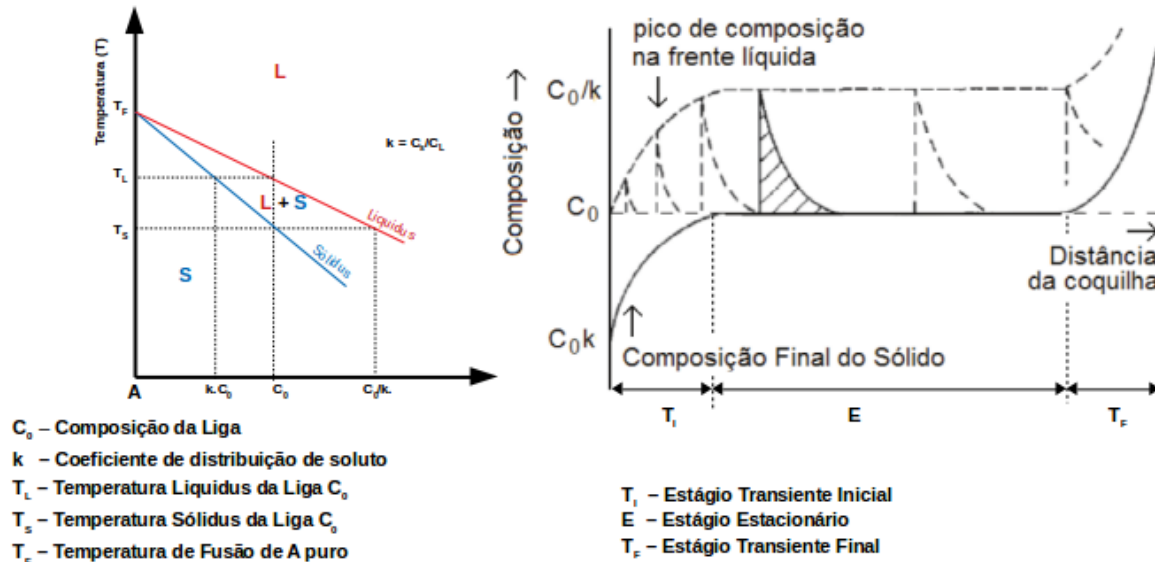 Temperatura (T)
T_F
T_L
T_S
L
k = C_s/C_L
L + S
Líquidus
Sólidus
S
A
k. C_0
C_0
C_0/k.
C_0 – Composição da Liga
k – Coeficiente de distribuição de soluto
T_L – Temperatura Liquidus da Liga C_0
T_S – Temperatura Sólidus da Liga C_0
T_F – Temperatura de Fusão de A puro
pico de composição
na frente líquida
Composição
C_0/k
C_0
C_0k
Distância
da coquilha
Composição Final do Sólido
T_I
E
T_F
T_I – Estágio Transiente Inicial
E – Estágio Estacionário
T_F – Estágio Transiente Final